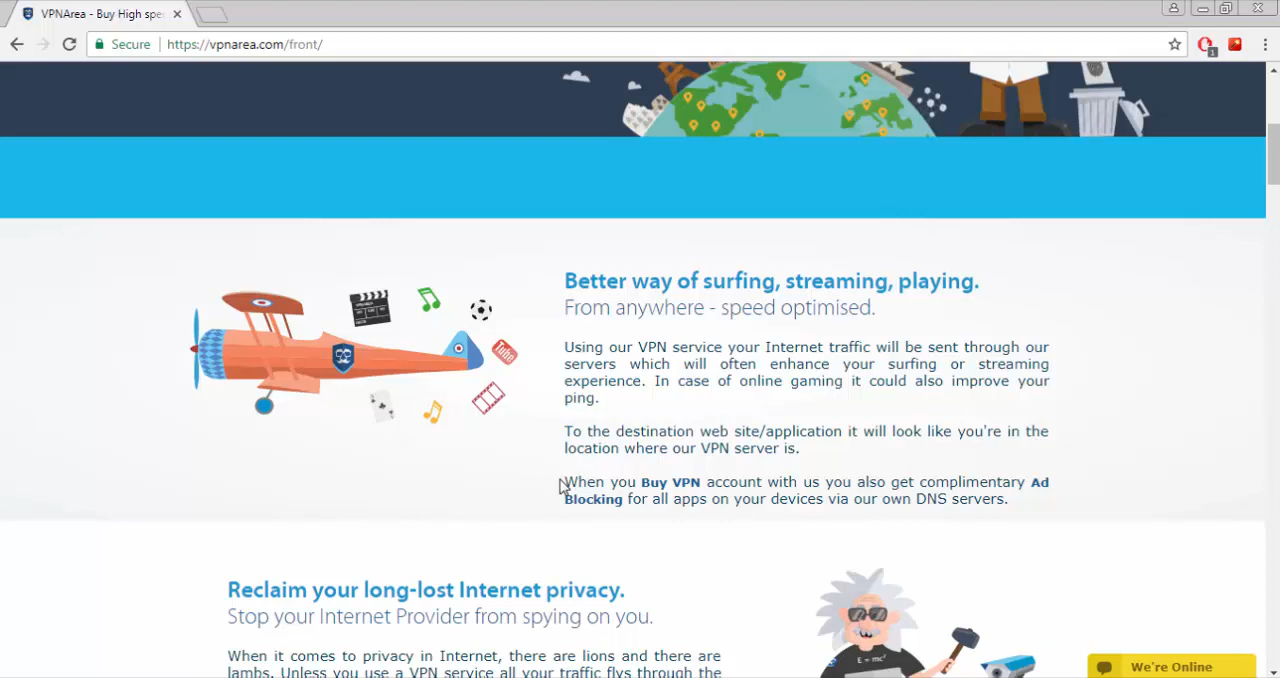 VPNArea - Buy High spe
Secure
https://vpnarea.com/front/
1
Better way of surfing, streaming, playing.
From anywhere - speed optimised.
Using our VPN service your Internet traffic will be sent through our
servers which will often enhance your surfing or streaming
experience. In case of online gaming it could also improve your
ping.
To the destination web site/application it will look like you're in the
location where our VPN server is.
When you Buy VPN account with us you also get complimentary Ad
Blocking for all apps on your devices via our own DNS servers.
Tube
Reclaim your long-lost Internet privacy.
Stop your Internet Provider from spying on you.
When it comes to privacy in Internet, there are lions and there are
lambs. Unless you use a VPN service all your traffic flys through the
E = mc²
We're Online